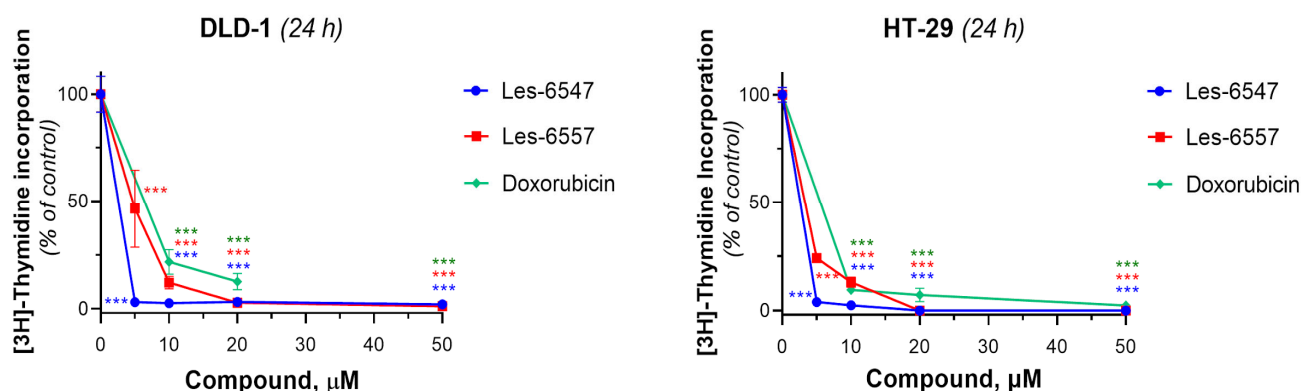 DLD-1 (24 h)
[3H]-Thymidine incorporation
(% of control)
100
50
0
***
***
***
***
***
***
***
***
***
***
***
0
10
20
30
40
50
Compound, μM
Les-6547
Les-6557
Doxorubicin
HT-29 (24 h)
[3H]-Thymidine Incorporation
(% of control)
100
50
0
***
***
***
***
***
***
***
***
***
***
***
0
10
20
30
40
50
Compound, μM
Les-6547
Les-6557
Doxorubicin